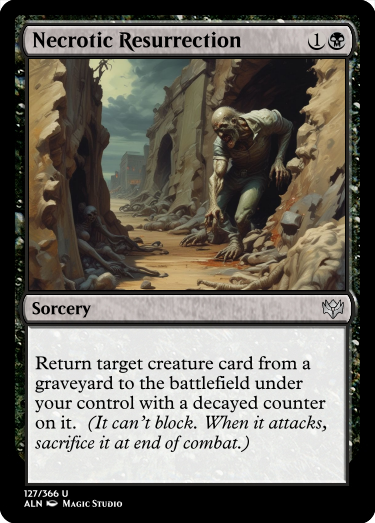 Necrotic Resurrection 1
Sorcery
Return target creature card from a
graveyard to the battlefield under
your control with a decayed counter
on it. (It can't block. When it attacks,
sacrifice it at end of combat.)
127/366 U
ALN Magic Studio